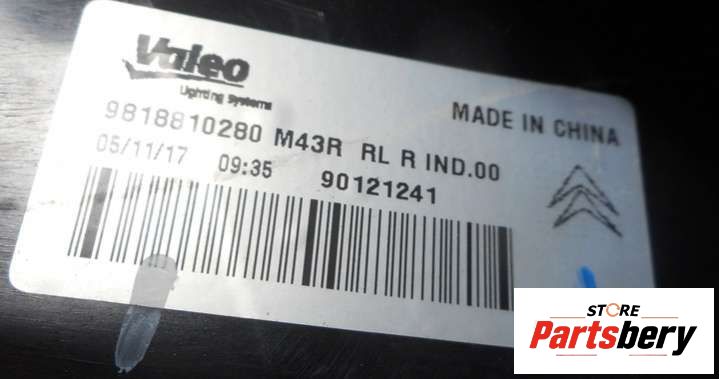 Valeo
Lighting Systems
MADE IN CHINA
9818810280 M43R RL R IND.00
05/11/17 09:35 90121241
STORE
Partsbery